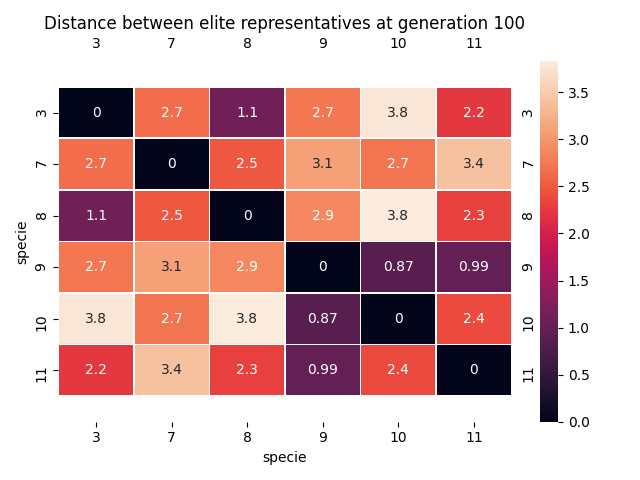 Distance between elite representatives at generation 100
3 7 8 9 10 11
3 0 2.7 1.1 2.7 3.8 2.2 3
7 2.7 0 2.5 3.1 2.7 3.4 7
8 1.1 2.5 0 2.9 3.8 2.3 8
9 2.7 3.1 2.9 0 0.87 0.99 9
10 3.8 2.7 3.8 0.87 0 2.4 10
11 2.2 3.4 2.3 0.99 2.4 0 11
3 7 8 9 10 11
specie
specie
3.5
3.0
2.5
2.0
1.5
1.0
0.5
0.0